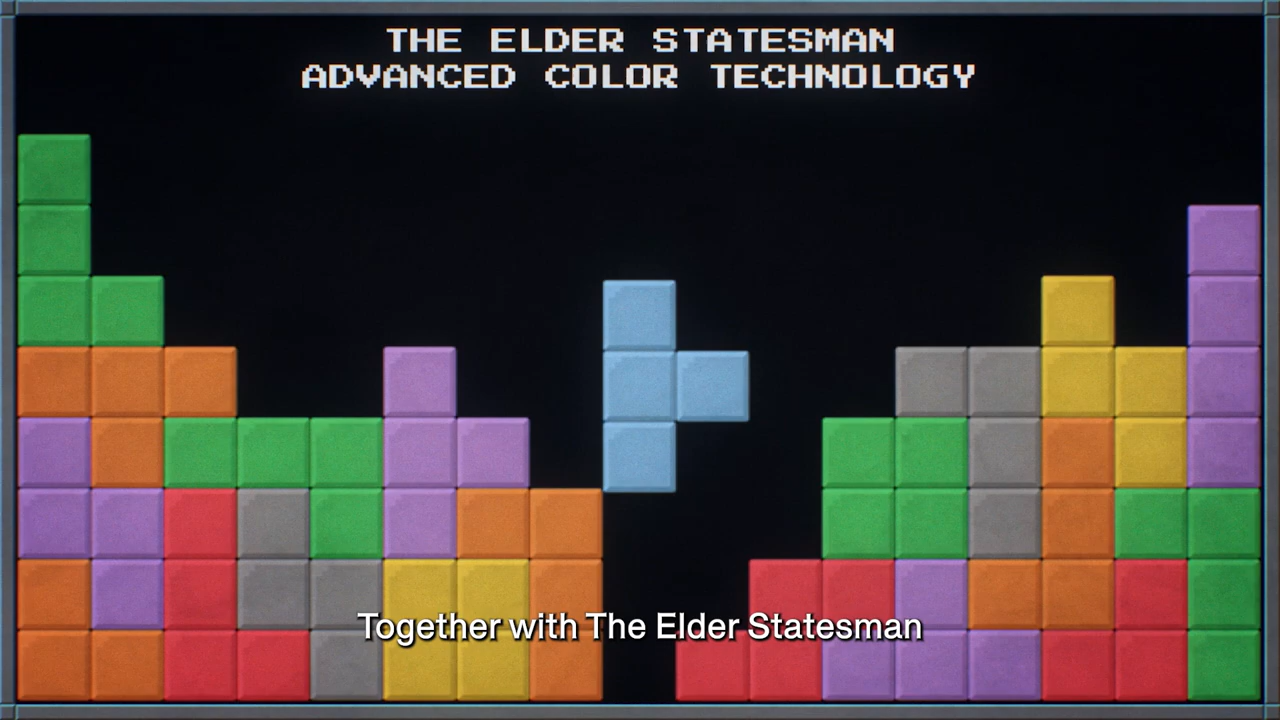 THE ELDER STATESMAN
ADVANCED COLOR TECHNOLOGY
Together with The Elder Statesman